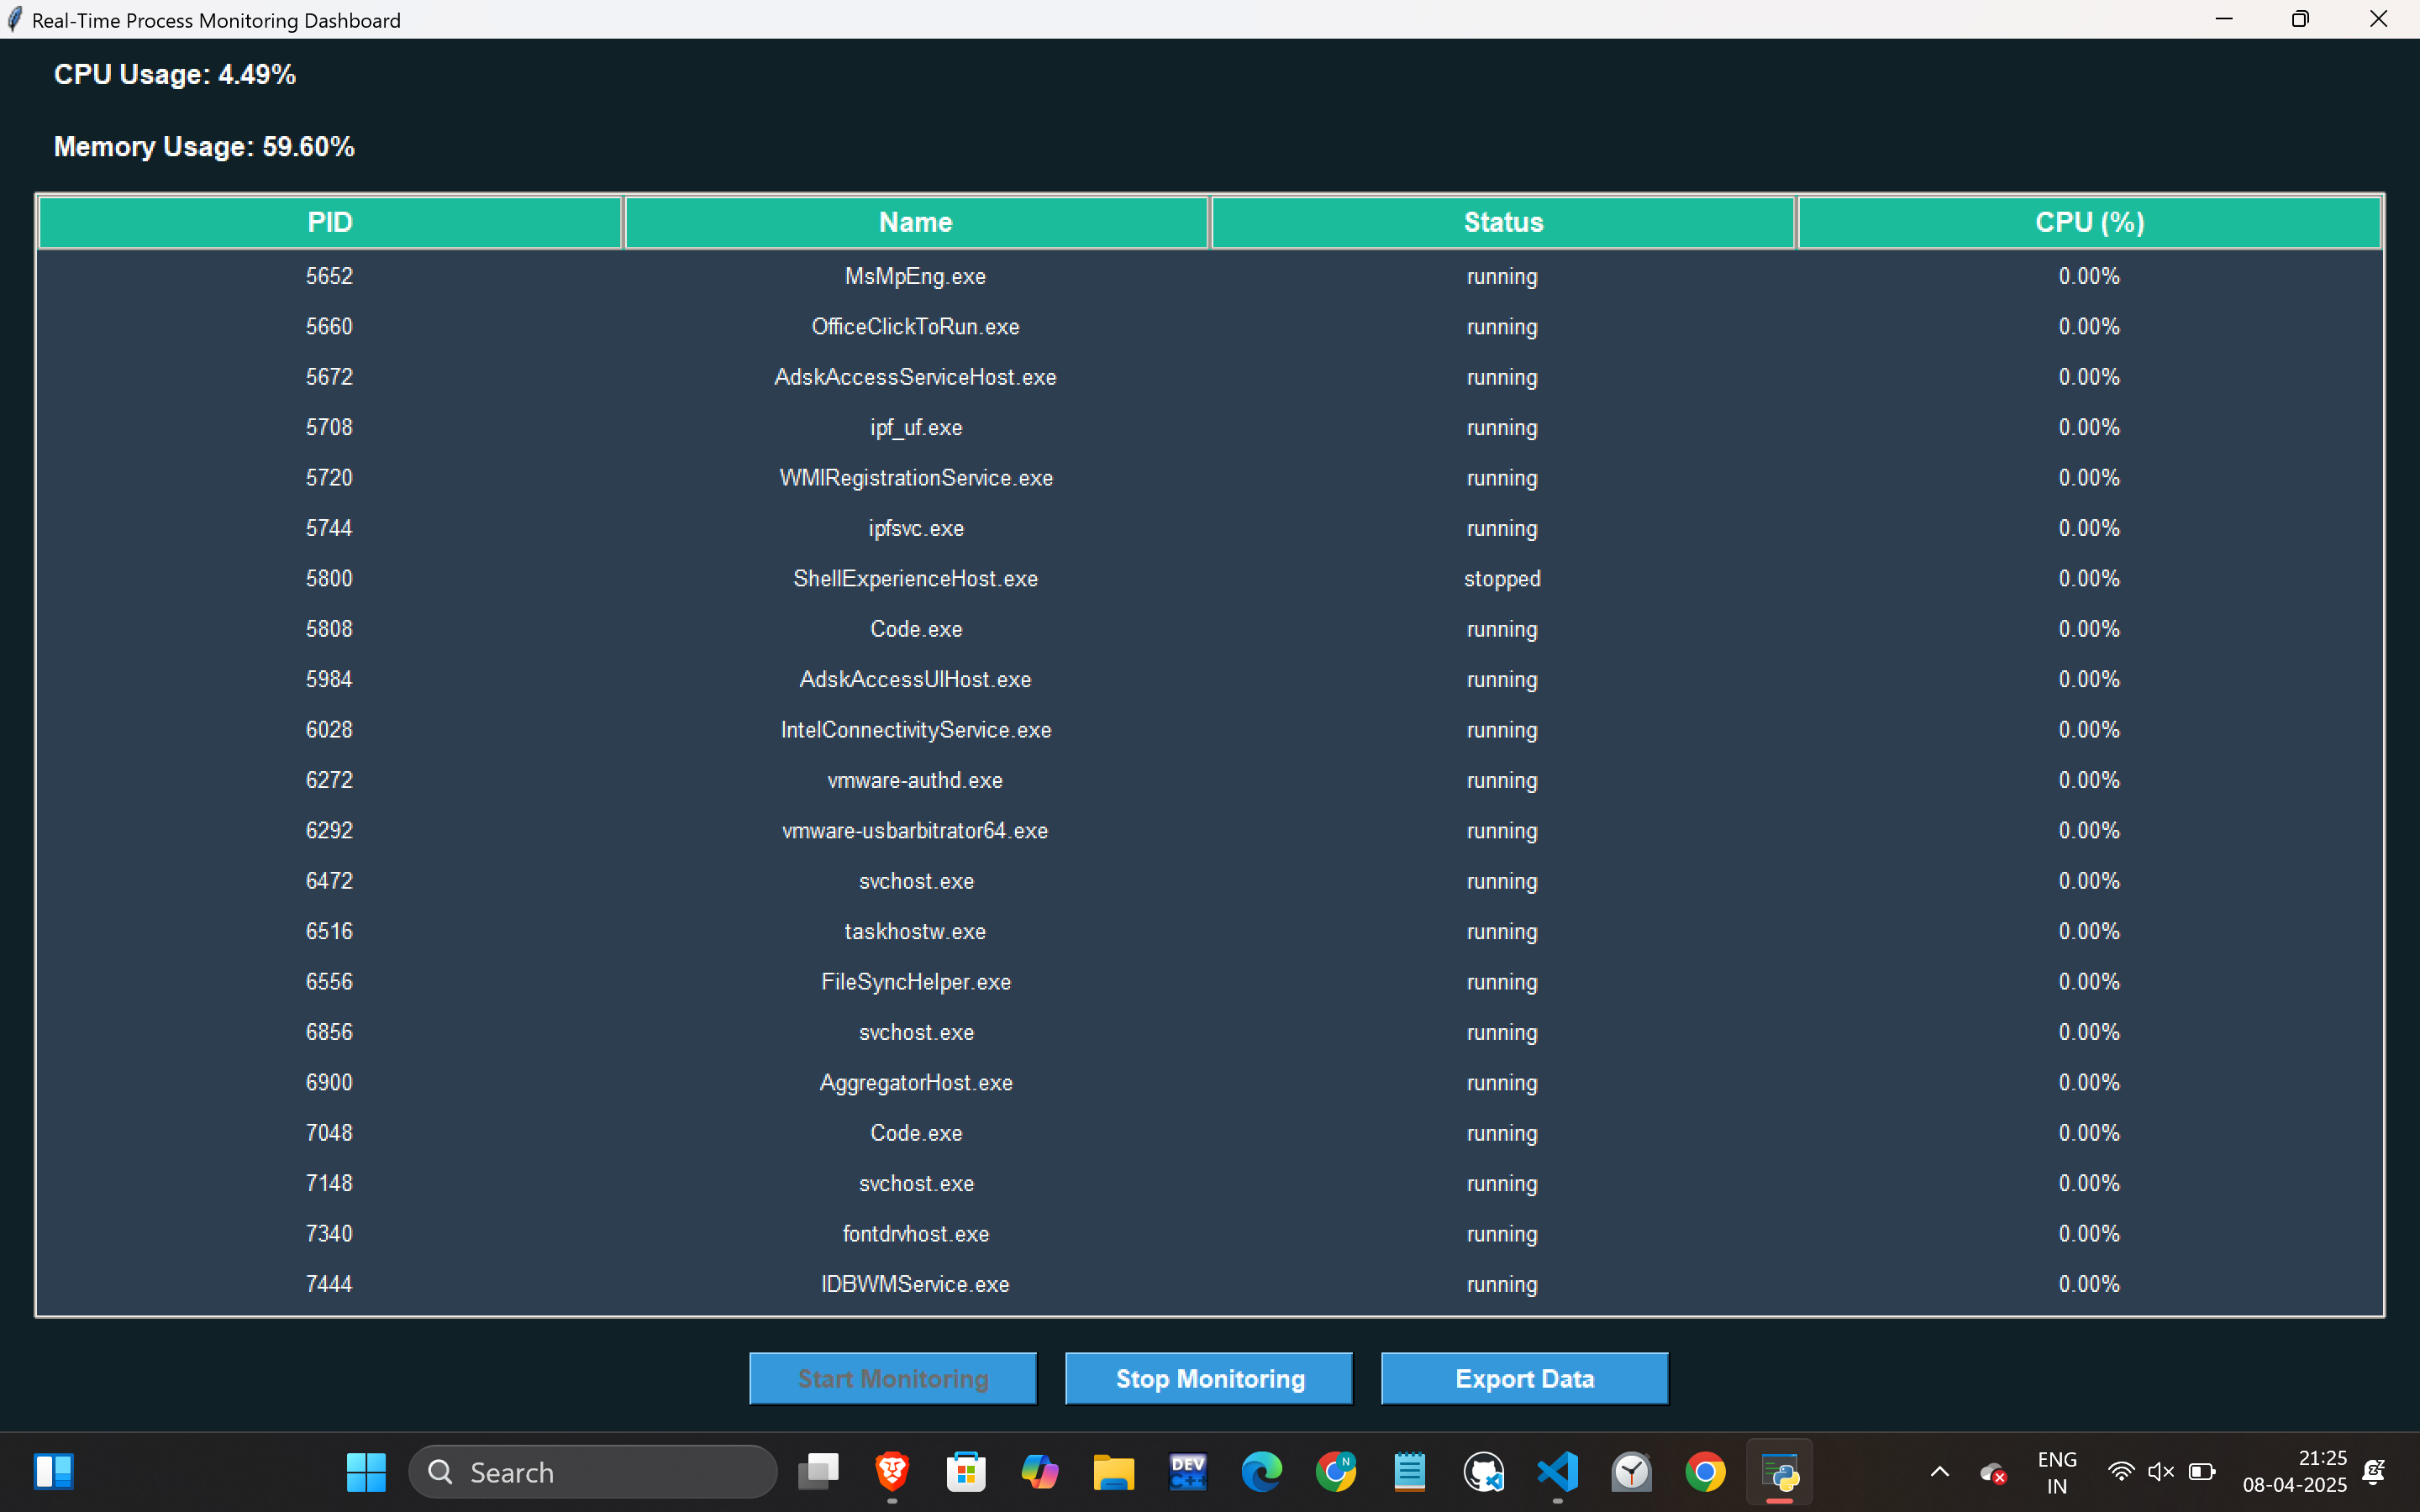 Real-Time Process Monitoring Dashboard
CPU Usage: 4.49%
Memory Usage: 59.60%
PID Name Status CPU (%)
5652 MsMpEng.exe running 0.00%
5660 OfficeClickToRun.exe running 0.00%
5672 AdskAccessServiceHost.exe running 0.00%
5708 ipf_uf.exe running 0.00%
5720 WMIRegistrationService.exe running 0.00%
5744 ipfsvc.exe running 0.00%
5800 ShellExperienceHost.exe stopped 0.00%
5808 Code.exe running 0.00%
5984 AdskAccessUIHost.exe running 0.00%
6028 IntelConnectivityService.exe running 0.00%
6272 vmware-authd.exe running 0.00%
6292 vmware-usbarbitrator64.exe running 0.00%
6472 svchost.exe running 0.00%
6516 taskhostw.exe running 0.00%
6556 FileSyncHelper.exe running 0.00%
6856 svchost.exe running 0.00%
6900 AggregatorHost.exe running 0.00%
7048 Code.exe running 0.00%
7148 svchost.exe running 0.00%
7340 fontdrvhost.exe running 0.00%
7444 IDBWMService.exe running 0.00%
Start Monitoring Stop Monitoring Export Data
Search DEV C++ N ENG IN 21:25 08-04-2025